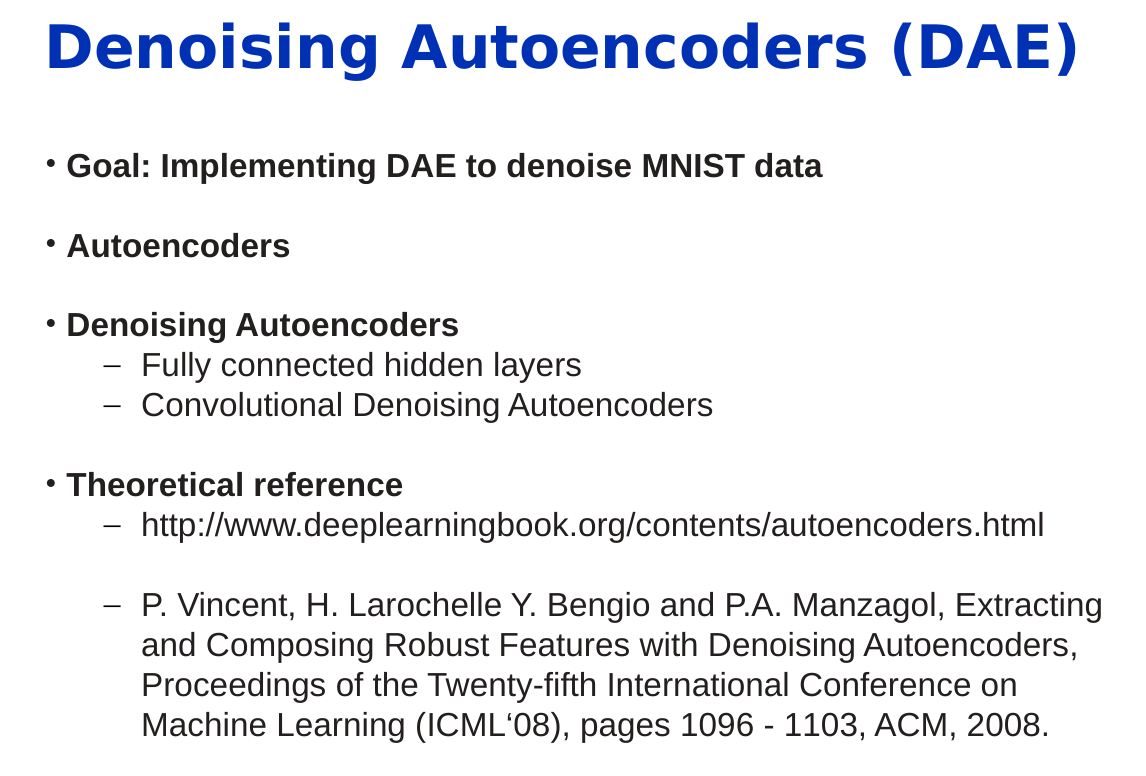 Denoising Autoencoders (DAE)
• Goal: Implementing DAE to denoise MNIST data
• Autoencoders
• Denoising Autoencoders
– Fully connected hidden layers
– Convolutional Denoising Autoencoders
• Theoretical reference
– http://www.deeplearningbook.org/contents/autoencoders.html
– P. Vincent, H. Larochelle Y. Bengio and P.A. Manzagol, Extracting
and Composing Robust Features with Denoising Autoencoders,
Proceedings of the Twenty-fifth International Conference on
Machine Learning (ICML‘08), pages 1096 - 1103, ACM, 2008.